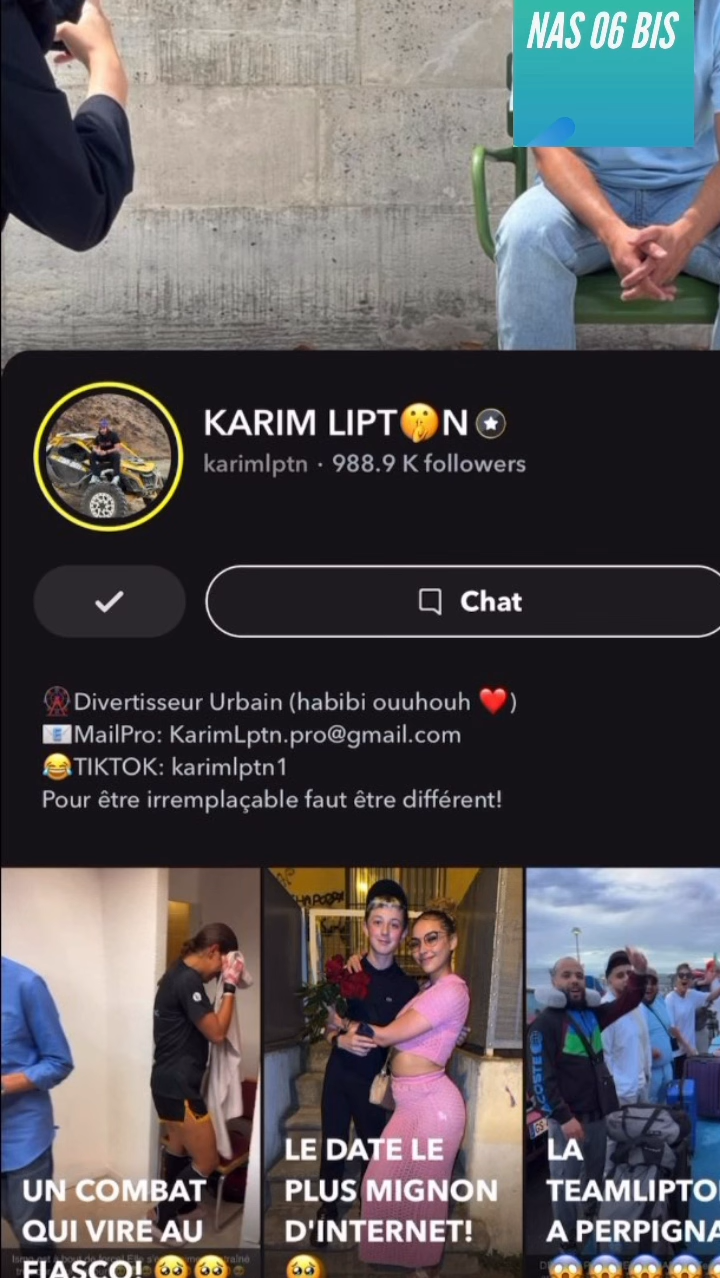 NAS 06 BIS
KARIM LIPT🤫N
karimlptn · 988.9 K followers
Chat
🎡Divertisseur Urbain (habibi ouuhouh ❤️)
📧MailPro: KarimLptn.pro@gmail.com
😂TIKTOK: karimlptn1
Pour être irremplaçable faut être différent!
UN COMBAT
QUI VIRE AU
FIASCO! 🥺🥺
LE DATE LE
PLUS MIGNON
D'INTERNET!
🥺
LACOSTE
LA
TEAMLIPTO
A PERPIGNA
😱😱😱😱